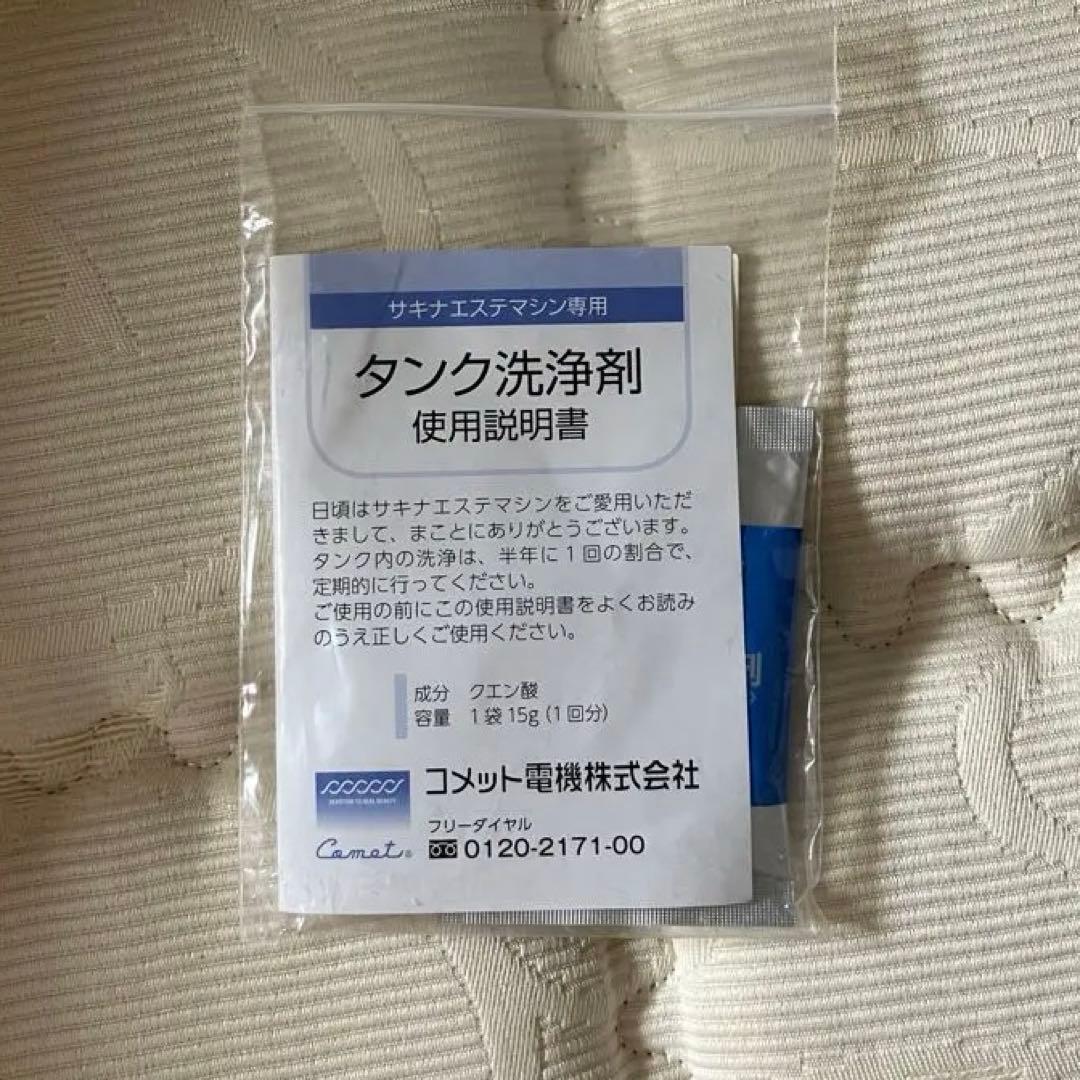 サキナエステマシン専用
タンク洗浄剤
使用説明書
日頃はサキナエステマシンをご愛用いただ
きまして、まことにありがとうございます。
タンク内の洗浄は、半年に1回の割合で、
定期的に行ってください。
ご使用の前にこの使用説明書をよくお読み
のうえ正しくご使用ください。
成分 クエン酸
容量 1袋15g(1回分)
コメット電機株式会社
フリーダイヤル
0120-2171-00
Comet®
剤